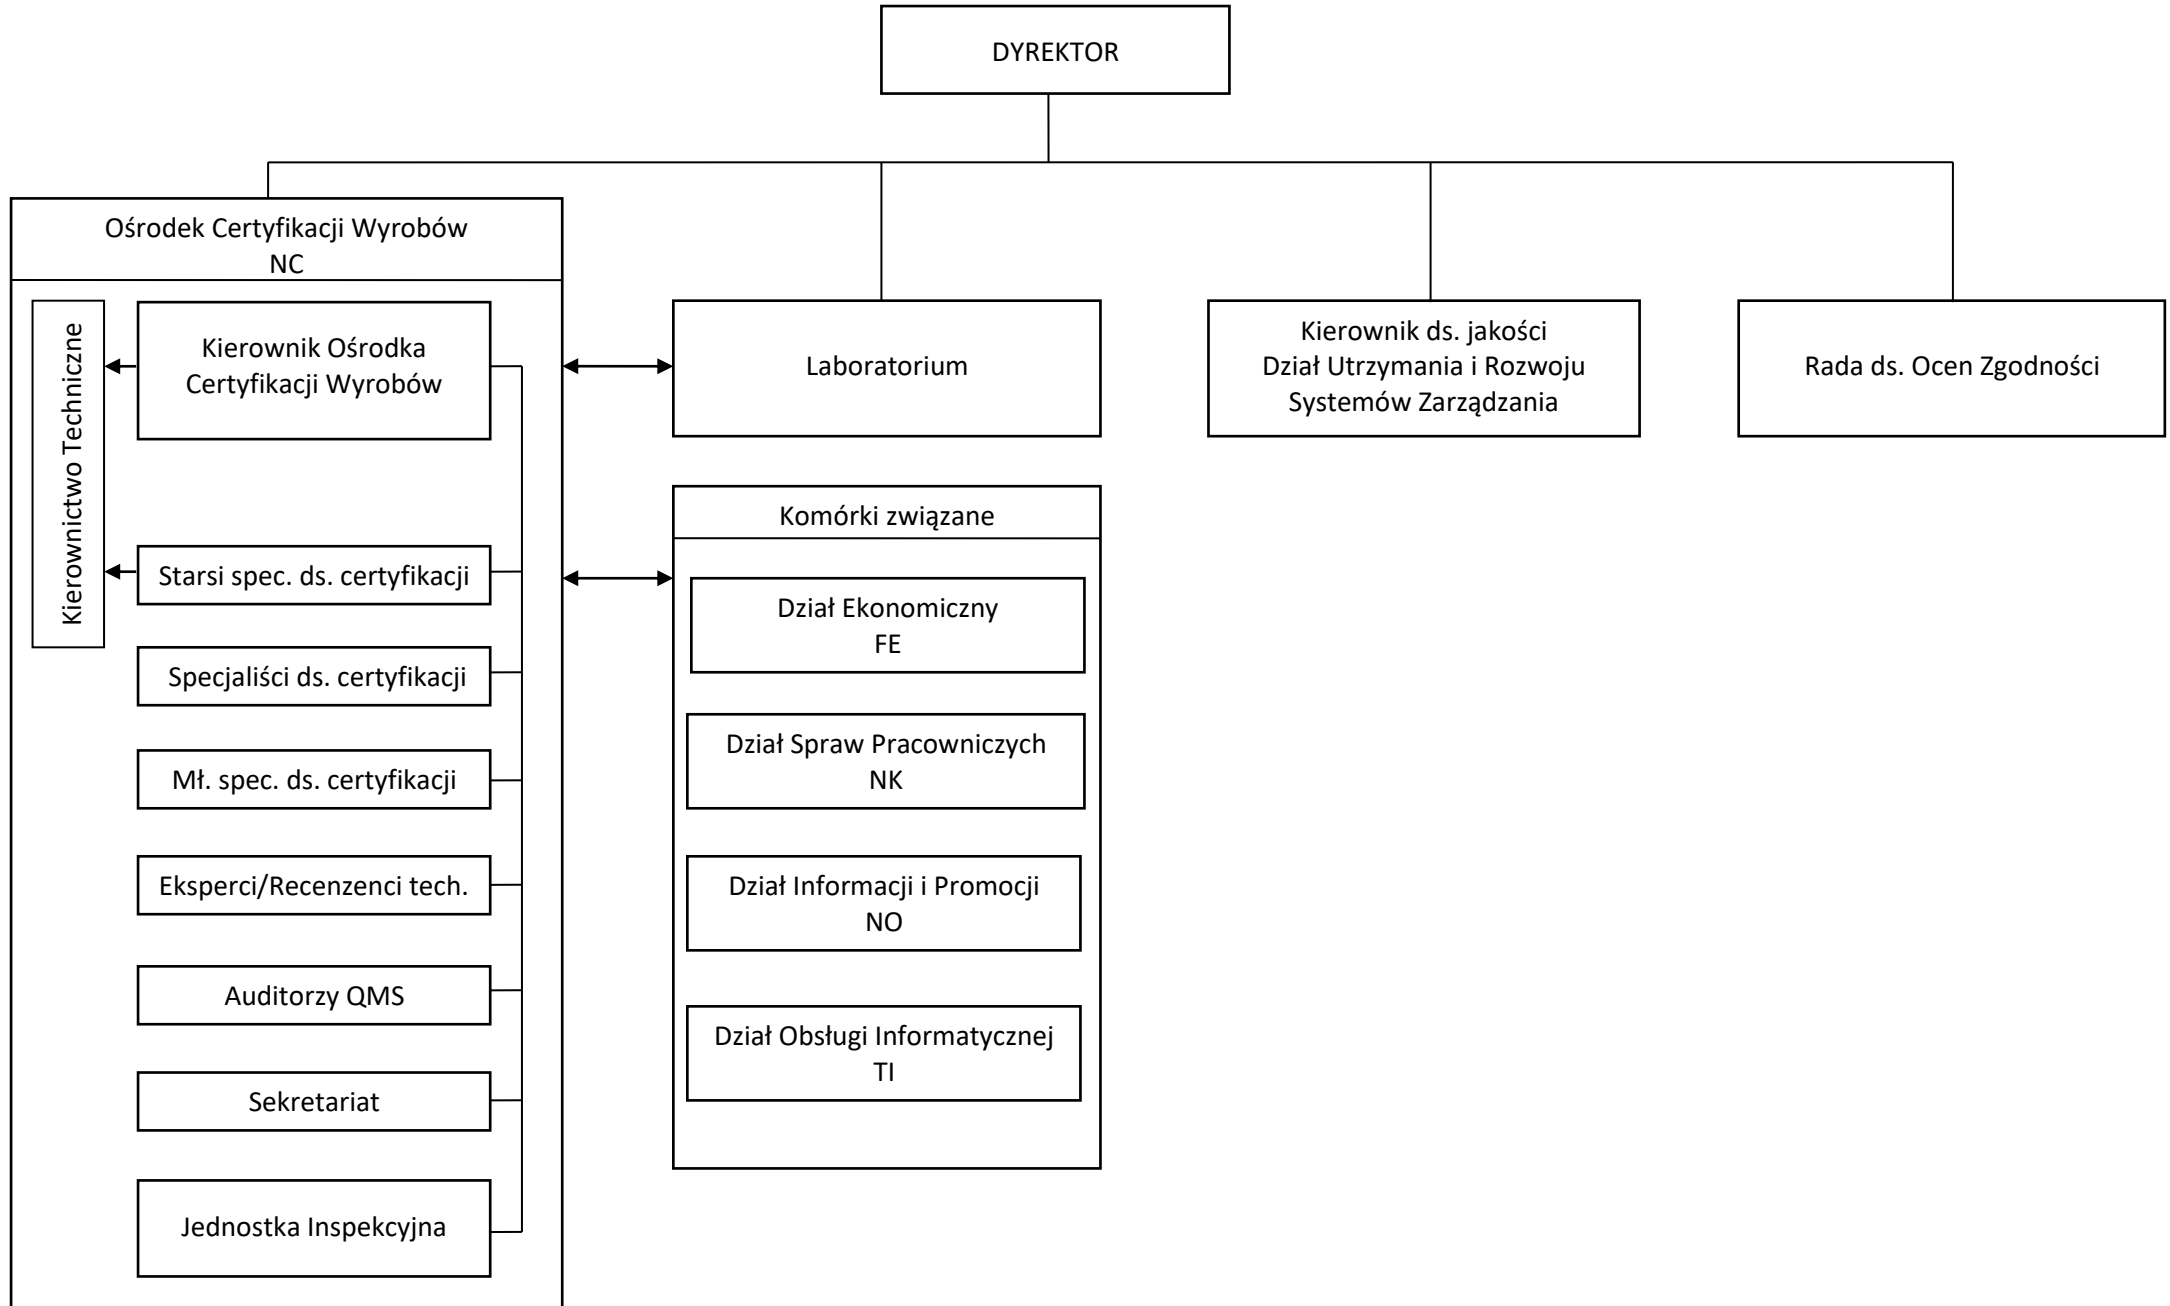 DYREKTOR
Ośrodek Certyfikacji Wyrobów
NC
Kierownictwo Techniczne
Kierownik Ośrodka
Certyfikacji Wyrobów
Starsi spec. ds. certyfikacji
Specjaliści ds. certyfikacji
Mł. spec. ds. certyfikacji
Eksperci/Recenzenci tech.
Auditorzy QMS
Sekretariat
Jednostka Inspekcyjna
Laboratorium
Komórki związane
Dział Ekonomiczny
FE
Dział Spraw Pracowniczych
NK
Dział Informacji i Promocji
NO
Dział Obsługi Informatycznej
TI
Kierownik ds. jakości
Dział Utrzymania i Rozwoju
Systemów Zarządzania
Rada ds. Ocen Zgodności